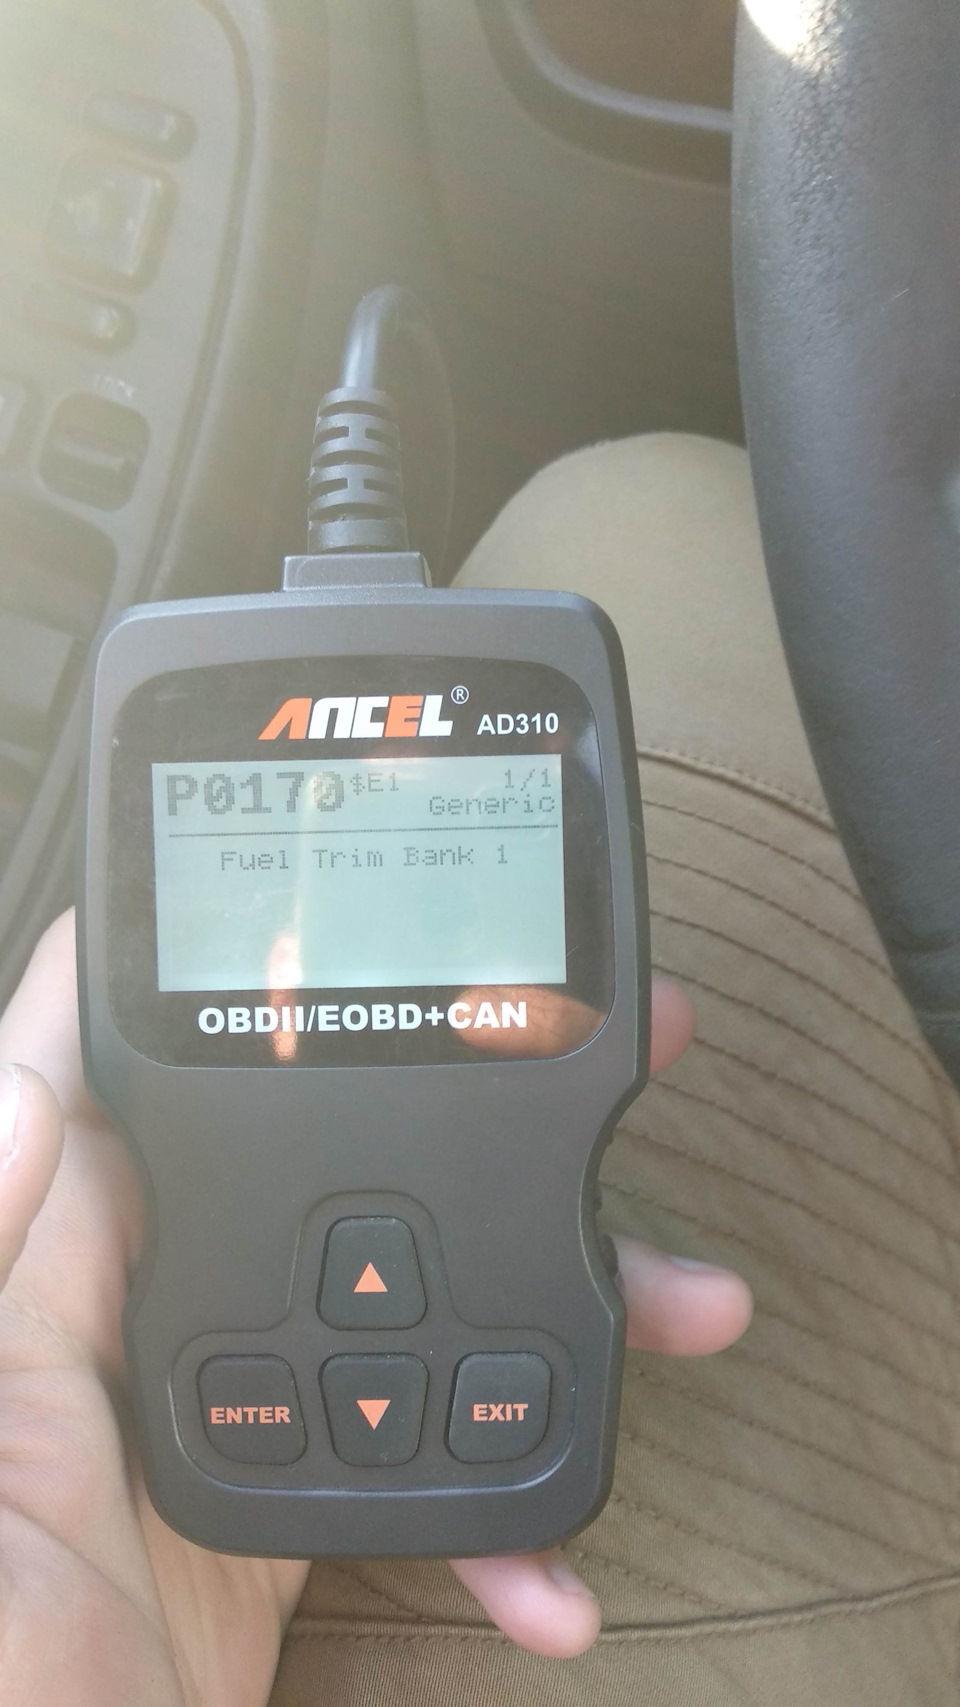 ANCEL® AD310
P0170 $E1 1/1
Generic
Fuel Trim Bank 1
OBDII/EOBD+CAN
ENTER EXIT